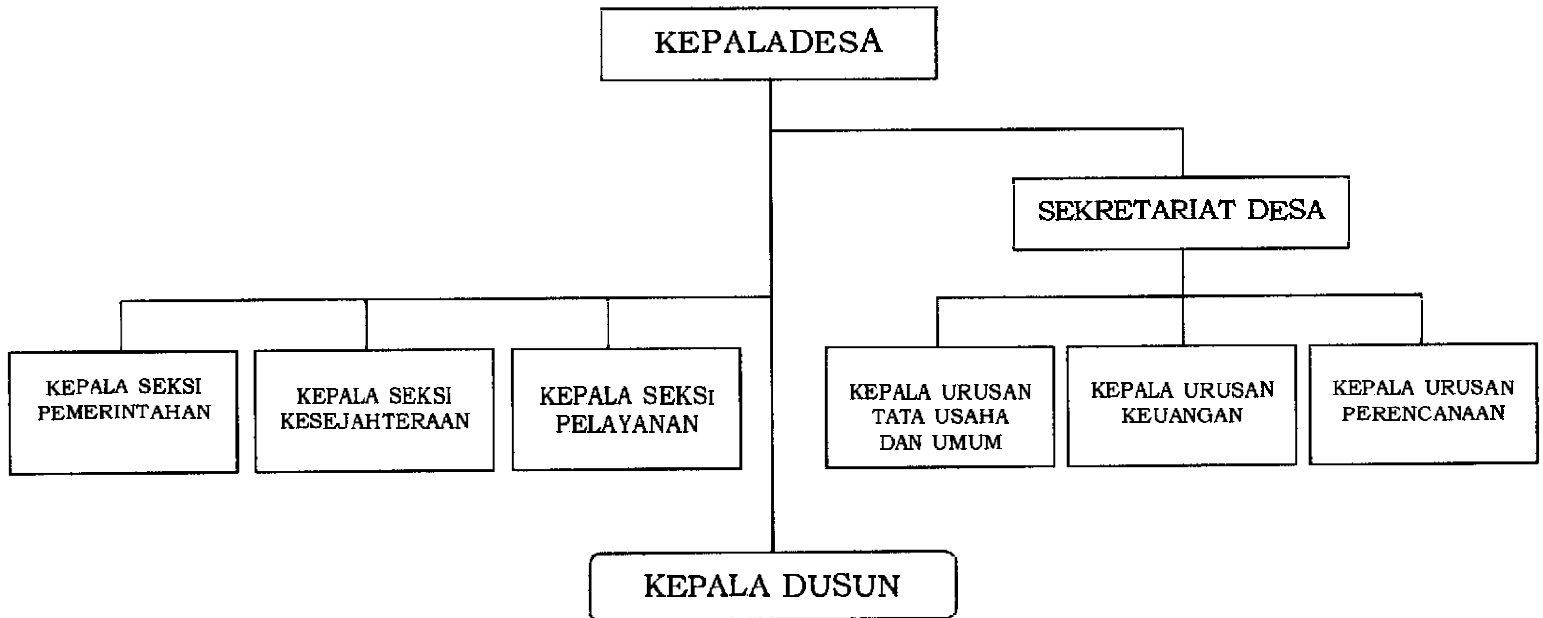 KEPALADESA
SEKRETARIAT DESA
KEPALA SEKSI
PEMERINTAHAN
KEPALA SEKSI
KESEJAHTERAAN
KEPALA SEKSI
PELAYANAN
KEPALA URUSAN
TATA USAHA
DAN UMUM
KEPALA URUSAN
KEUANGAN
KEPALA URUSAN
PERENCANAAN
KEPALA DUSUN